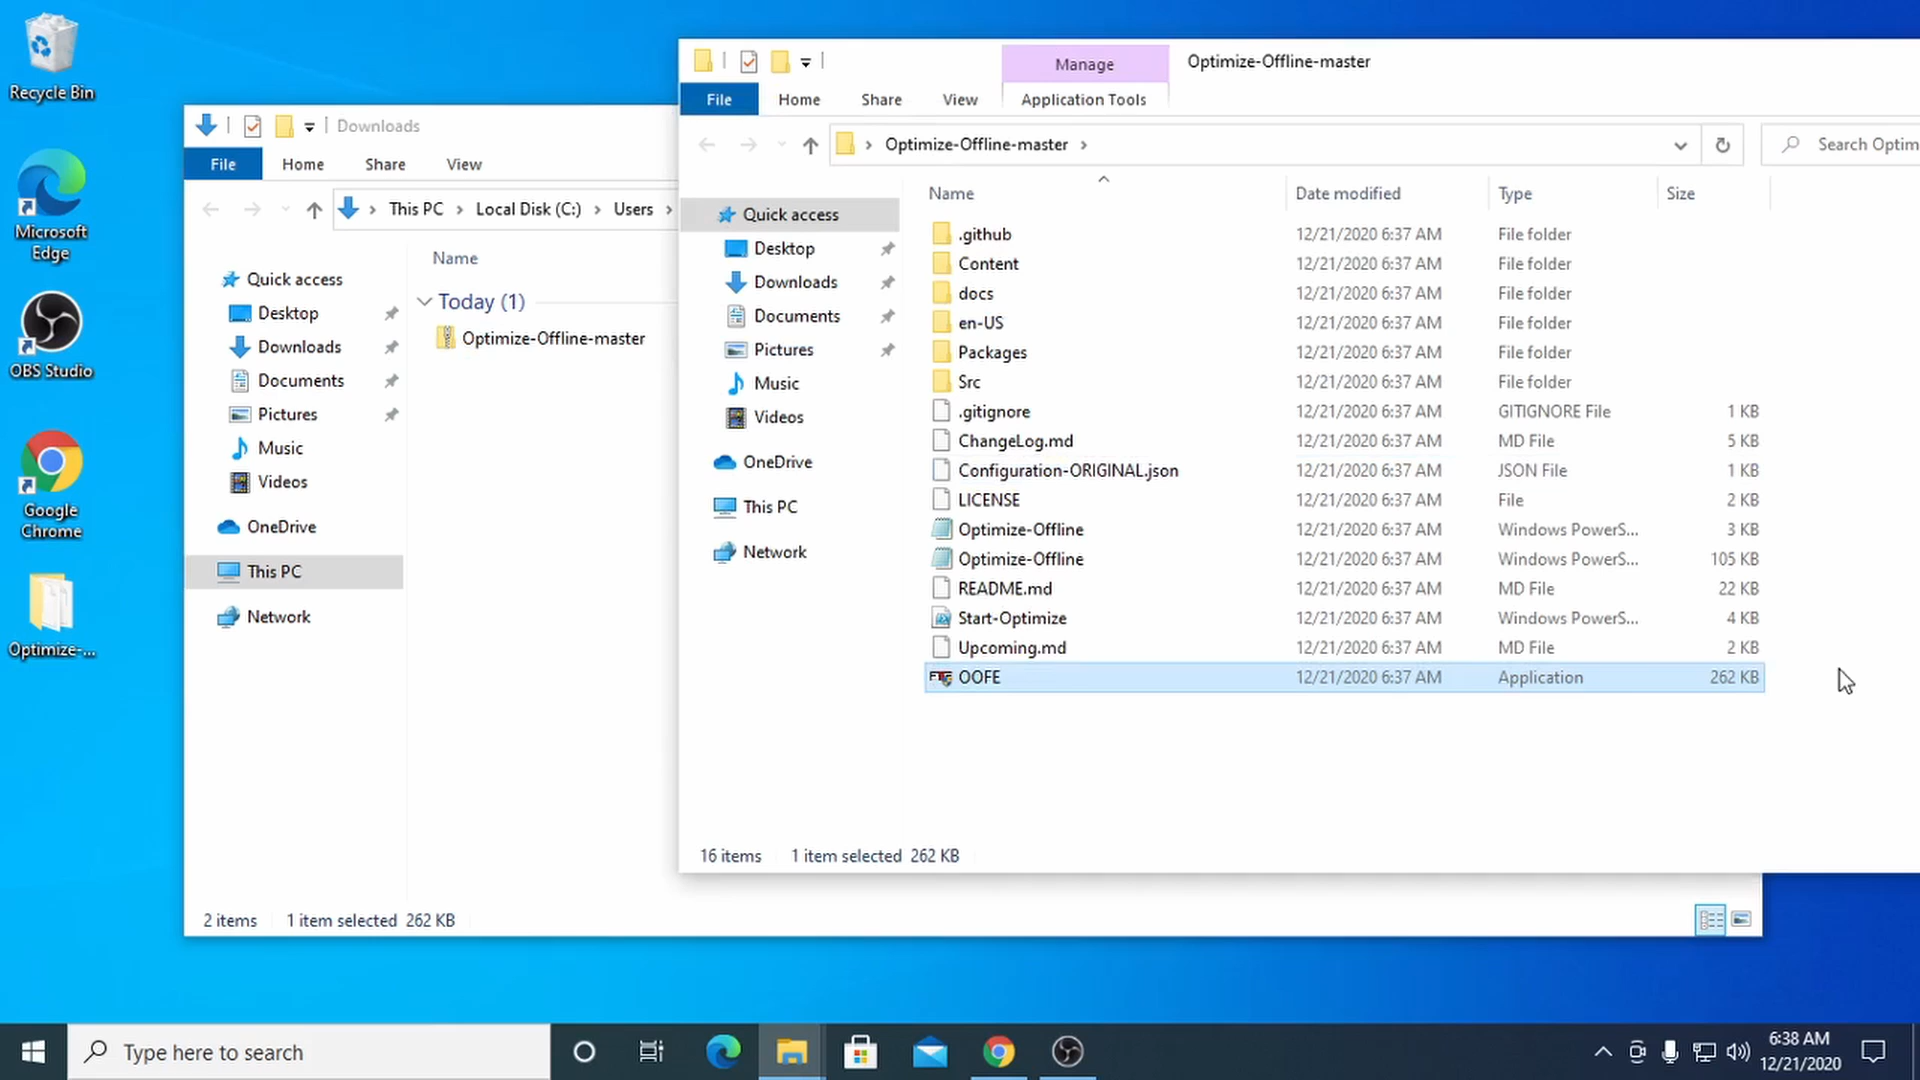 Recycle Bin
Microsoft
Edge
OBS Studio
Google
Chrome
Optimize-...
Downloads
File Home Share View
This PC > Local Disk (C:) > Users >
Quick access
Desktop
Downloads
Documents
Pictures
Music
Videos
OneDrive
This PC
Network
Name
Today (1)
Optimize-Offline-master
2 items 1 item selected 262 KB
Manage Optimize-Offline-master
File Home Share View Application Tools
> Optimize-Offline-master > Search Optim
Quick access
Desktop
Downloads
Documents
Pictures
Music
Videos
OneDrive
This PC
Network
Name Date modified Type Size
.github 12/21/2020 6:37 AM File folder
Content 12/21/2020 6:37 AM File folder
docs 12/21/2020 6:37 AM File folder
en-US 12/21/2020 6:37 AM File folder
Packages 12/21/2020 6:37 AM File folder
Src 12/21/2020 6:37 AM File folder
.gitignore 12/21/2020 6:37 AM GITIGNORE File 1 KB
ChangeLog.md 12/21/2020 6:37 AM MD File 5 KB
Configuration-ORIGINAL.json 12/21/2020 6:37 AM JSON File 1 KB
LICENSE 12/21/2020 6:37 AM File 2 KB
Optimize-Offline 12/21/2020 6:37 AM Windows PowerS... 3 KB
Optimize-Offline 12/21/2020 6:37 AM Windows PowerS... 105 KB
README.md 12/21/2020 6:37 AM MD File 22 KB
Start-Optimize 12/21/2020 6:37 AM Windows PowerS... 4 KB
Upcoming.md 12/21/2020 6:37 AM MD File 2 KB
OOFE 12/21/2020 6:37 AM Application 262 KB
16 items 1 item selected 262 KB
Type here to search
6:38 AM
12/21/2020